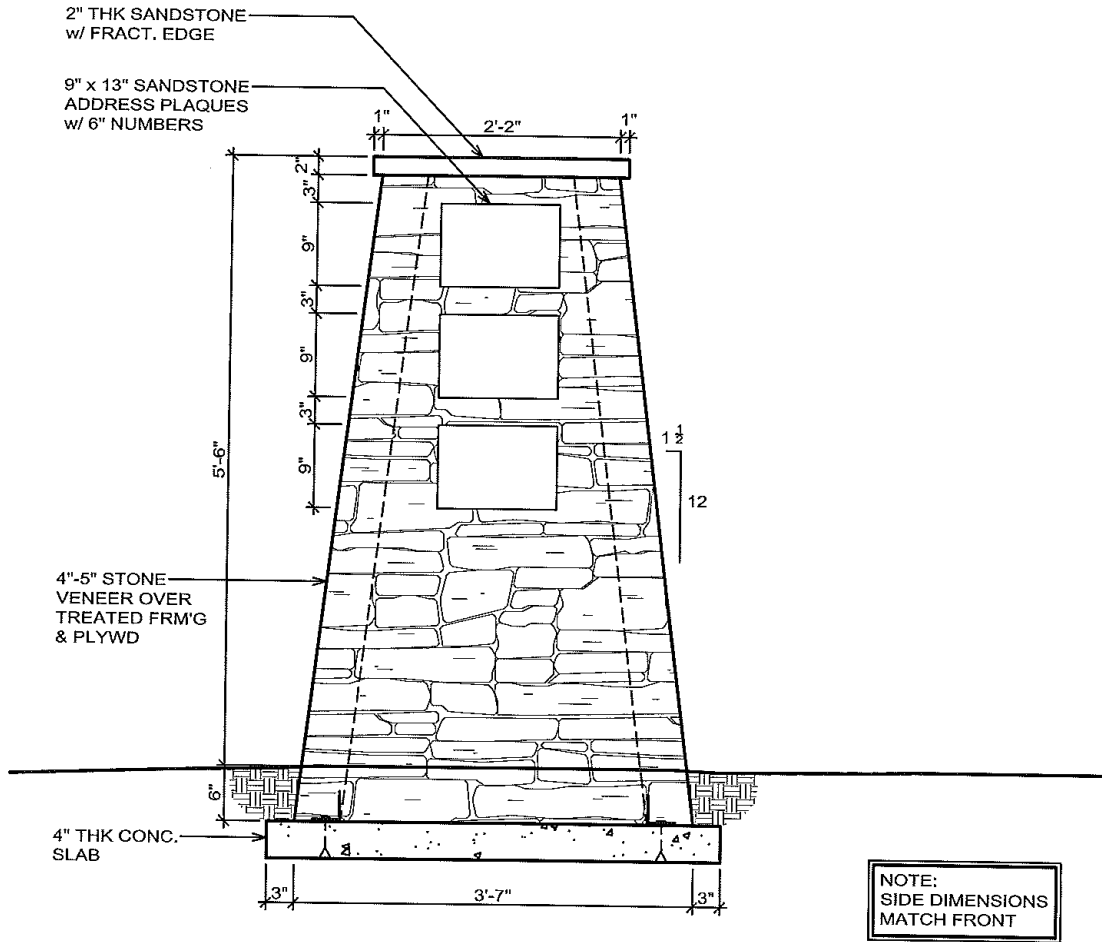 2" THK SANDSTONE
w/ FRACT. EDGE
9" x 13" SANDSTONE
ADDRESS PLAQUES
w/ 6" NUMBERS
1"
2'-2"
1"
2"
3"
9"
3"
9"
3"
9"
5'-6"
1 1/2
12
4"-5" STONE
VENEER OVER
TREATED FRM'G
& PLYWD
6"
4" THK CONC.
SLAB
3"
3'-7"
3"
NOTE:
SIDE DIMENSIONS
MATCH FRONT